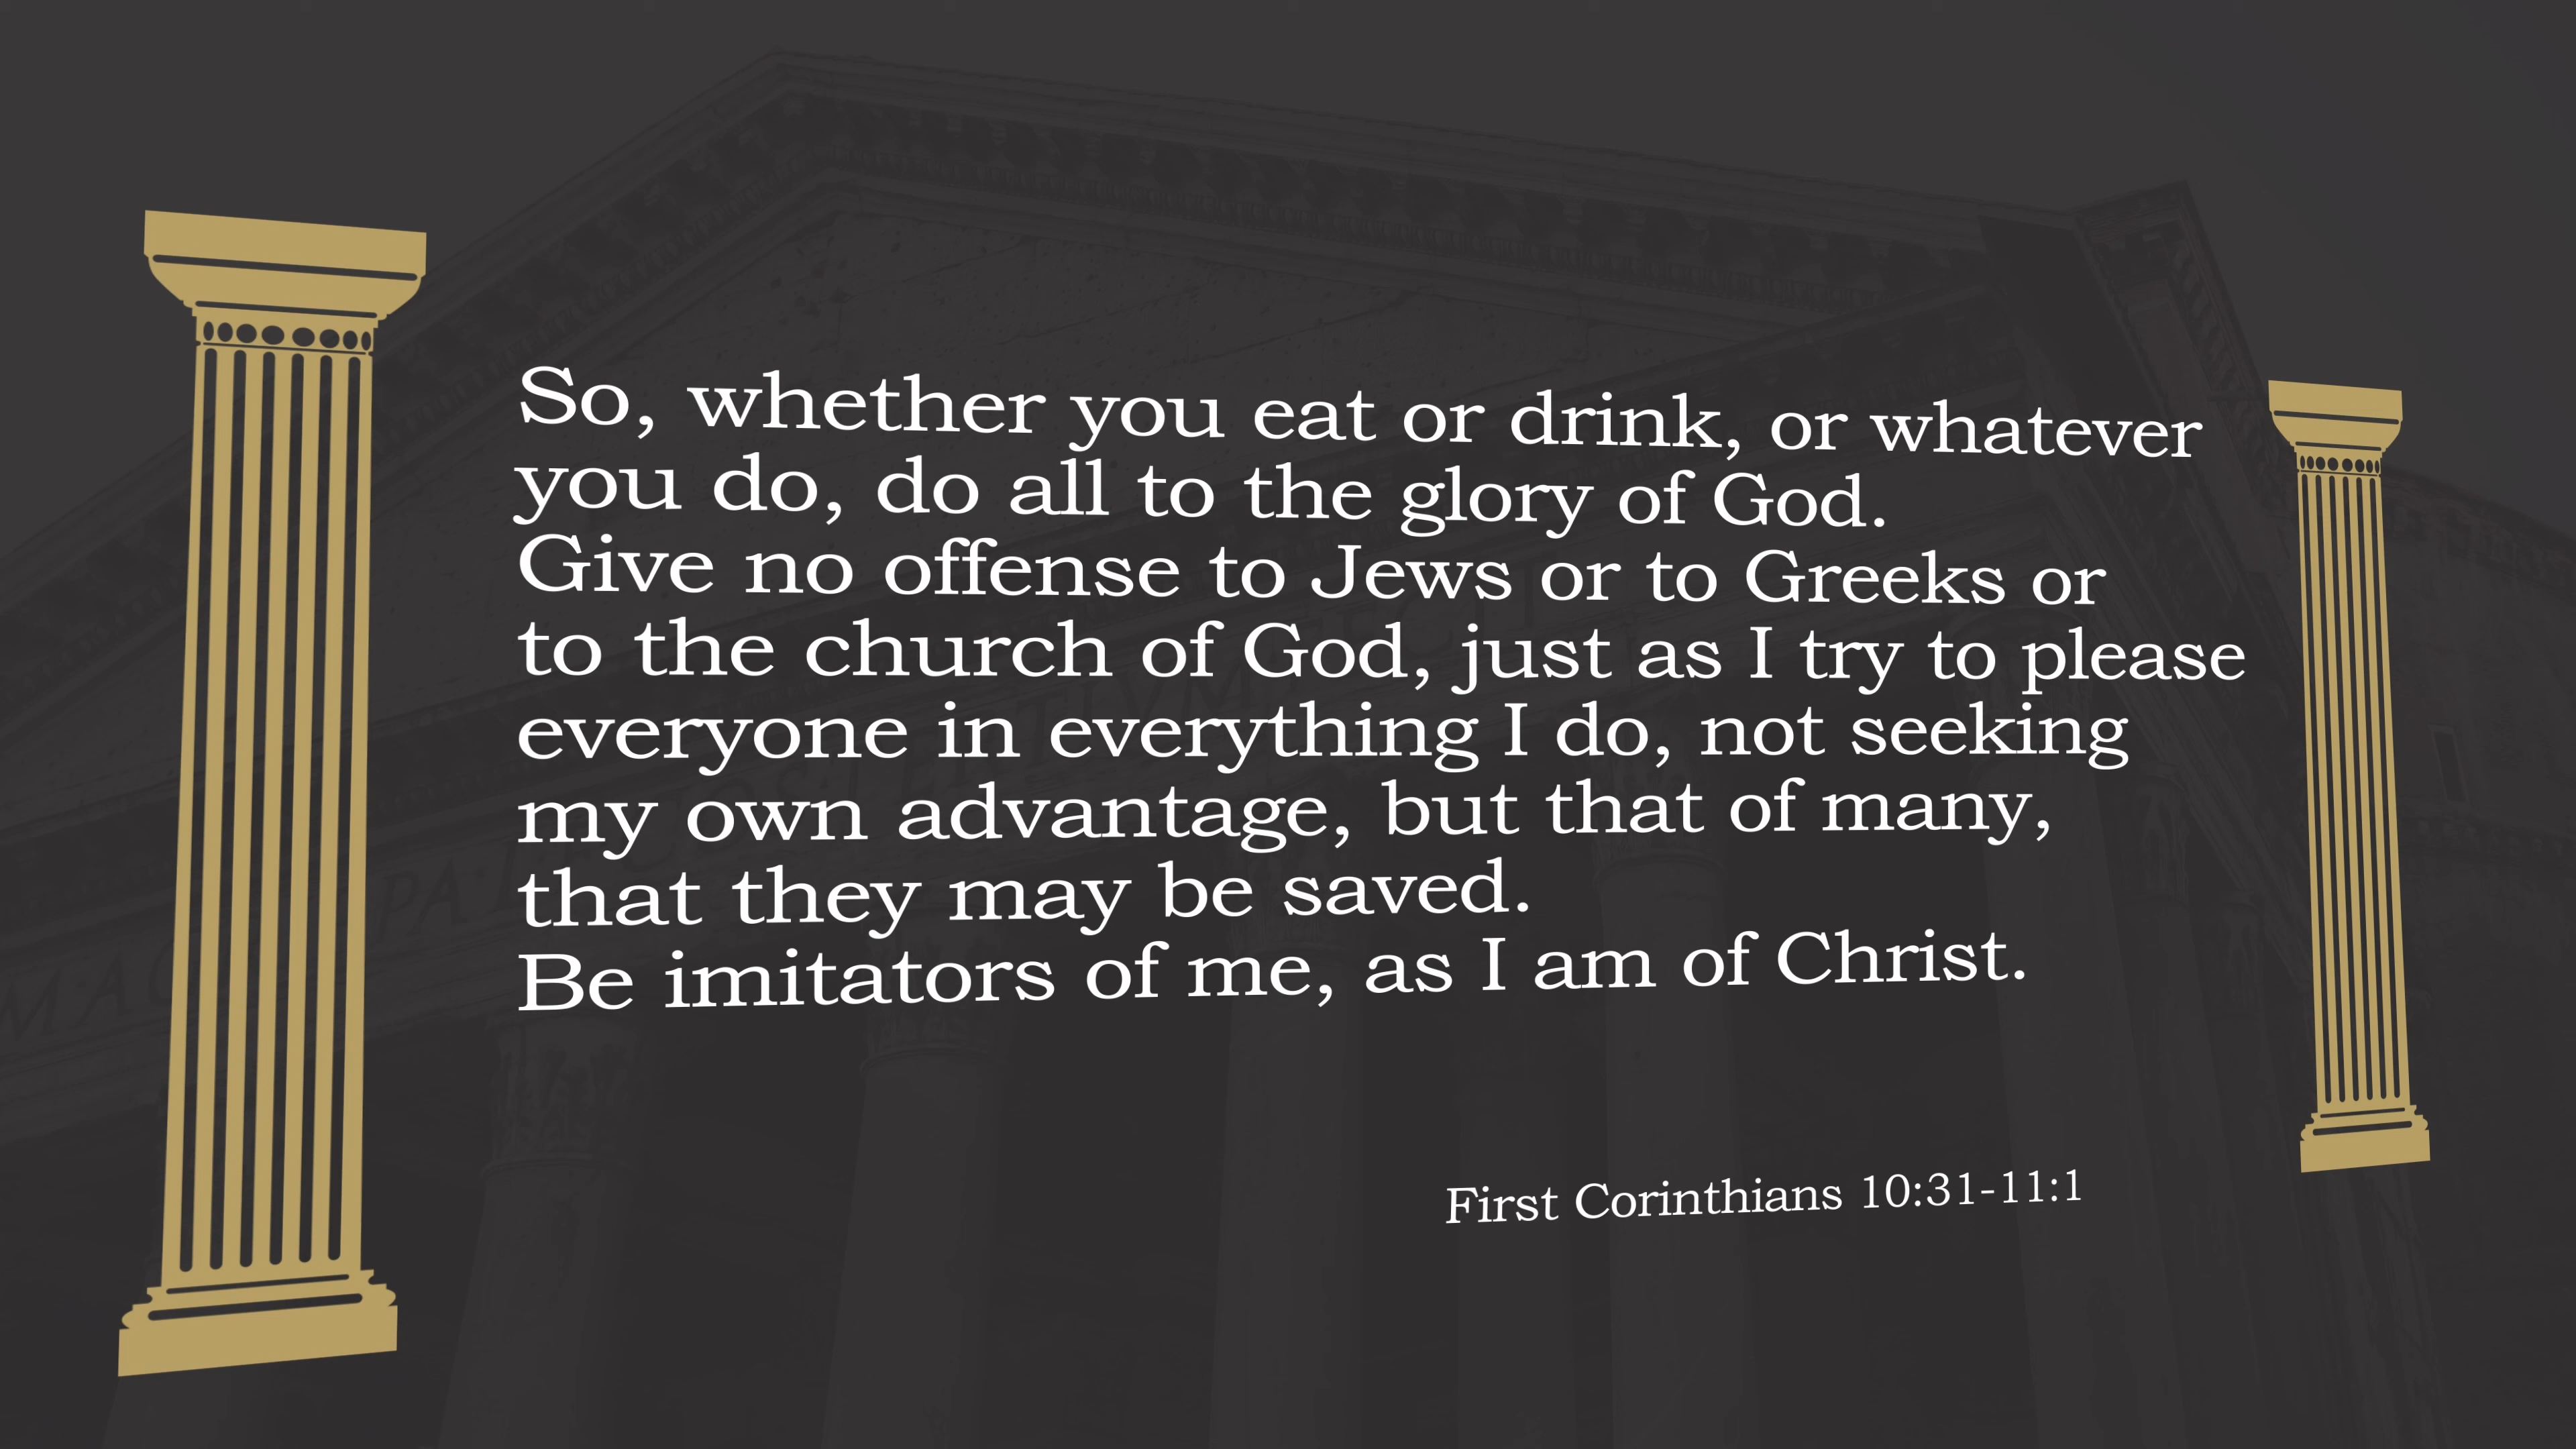 So, whether you eat or drink, or whatever
you do, do all to the glory of God.
Give no offense to Jews or to Greeks or
to the church of God, just as I try to please
everyone in everything I do, not seeking
my own advantage, but that of many,
that they may be saved.
Be imitators of me, as I am of Christ.
First Corinthians 10:31-11:1